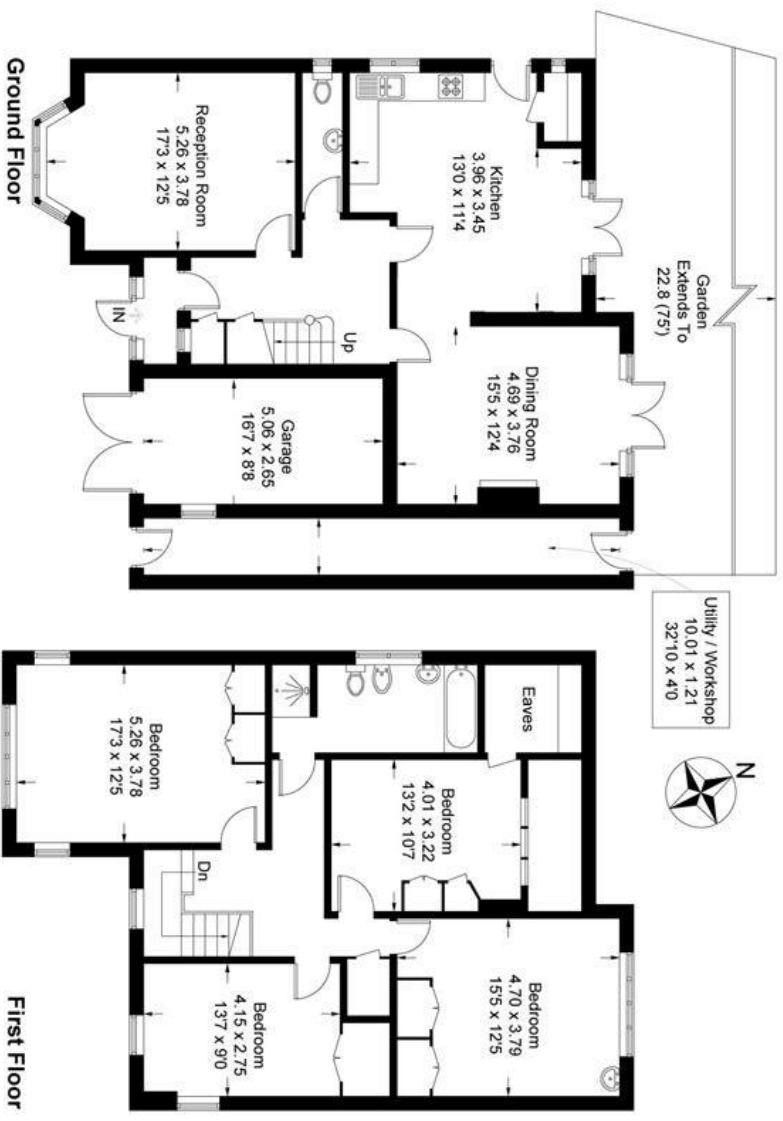 Garden
Extends To
22.8 (75')
Kitchen
3.96 x 3.45
13'0 x 11'4
Dining Room
4.69 x 3.76
15'5 x 12'4
Utility / Workshop
10.01 x 1.21
32'10 x 4'0
Reception Room
5.26 x 3.78
17'3 x 12'5
Up
Garage
5.06 x 2.65
16'7 x 8'8
IN
Ground Floor
N
Eaves
Bedroom
4.01 x 3.22
13'2 x 10'7
Bedroom
4.70 x 3.79
15'5 x 12'5
Bedroom
5.26 x 3.78
17'3 x 12'5
Dn
Bedroom
4.15 x 2.75
13'7 x 9'0
First Floor